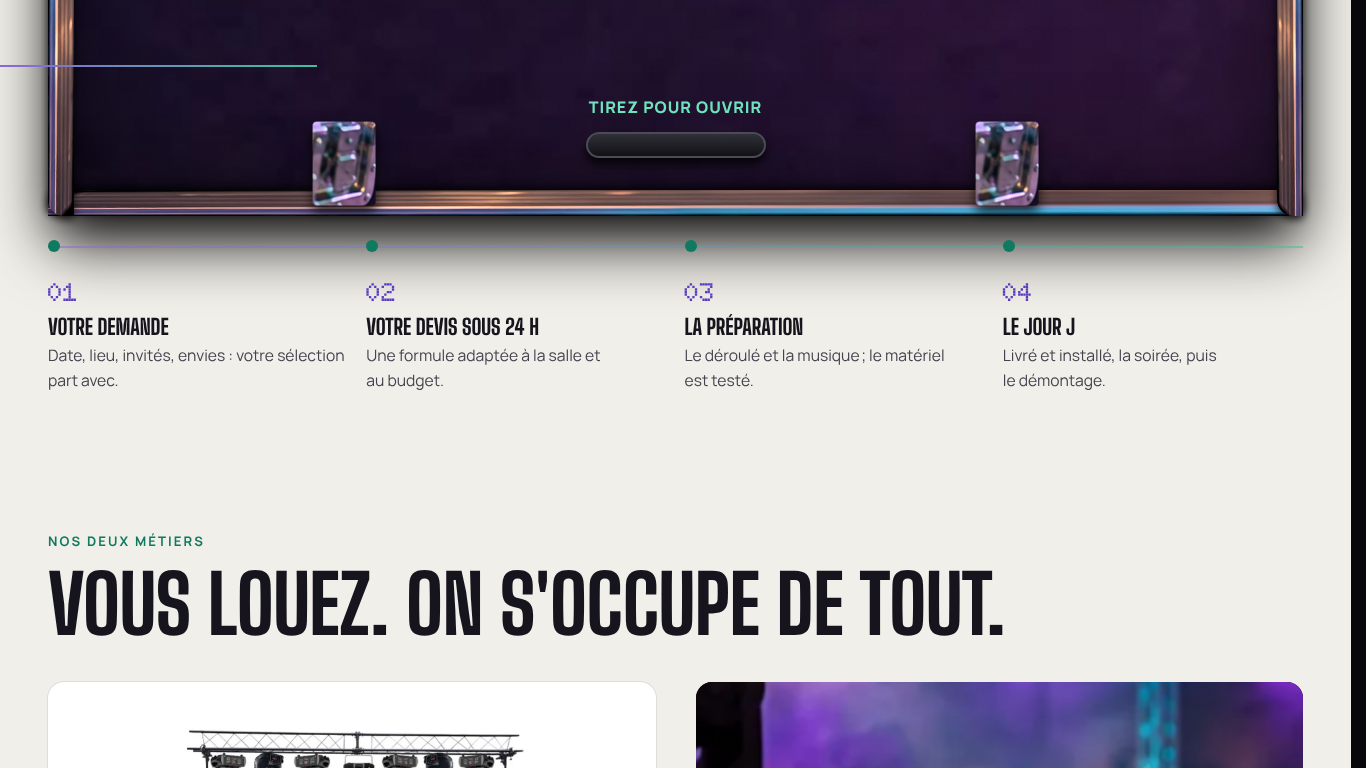 TIREZ POUR OUVRIR
01
VOTRE DEMANDE
Date, lieu, invités, envies : votre sélection
part avec.
02
VOTRE DEVIS SOUS 24 H
Une formule adaptée à la salle et
au budget.
03
LA PRÉPARATION
Le déroulé et la musique ; le matériel
est testé.
04
LE JOUR J
Livré et installé, la soirée, puis
le démontage.
NOS DEUX MÉTIERS
VOUS LOUEZ. ON S'OCCUPE DE TOUT.